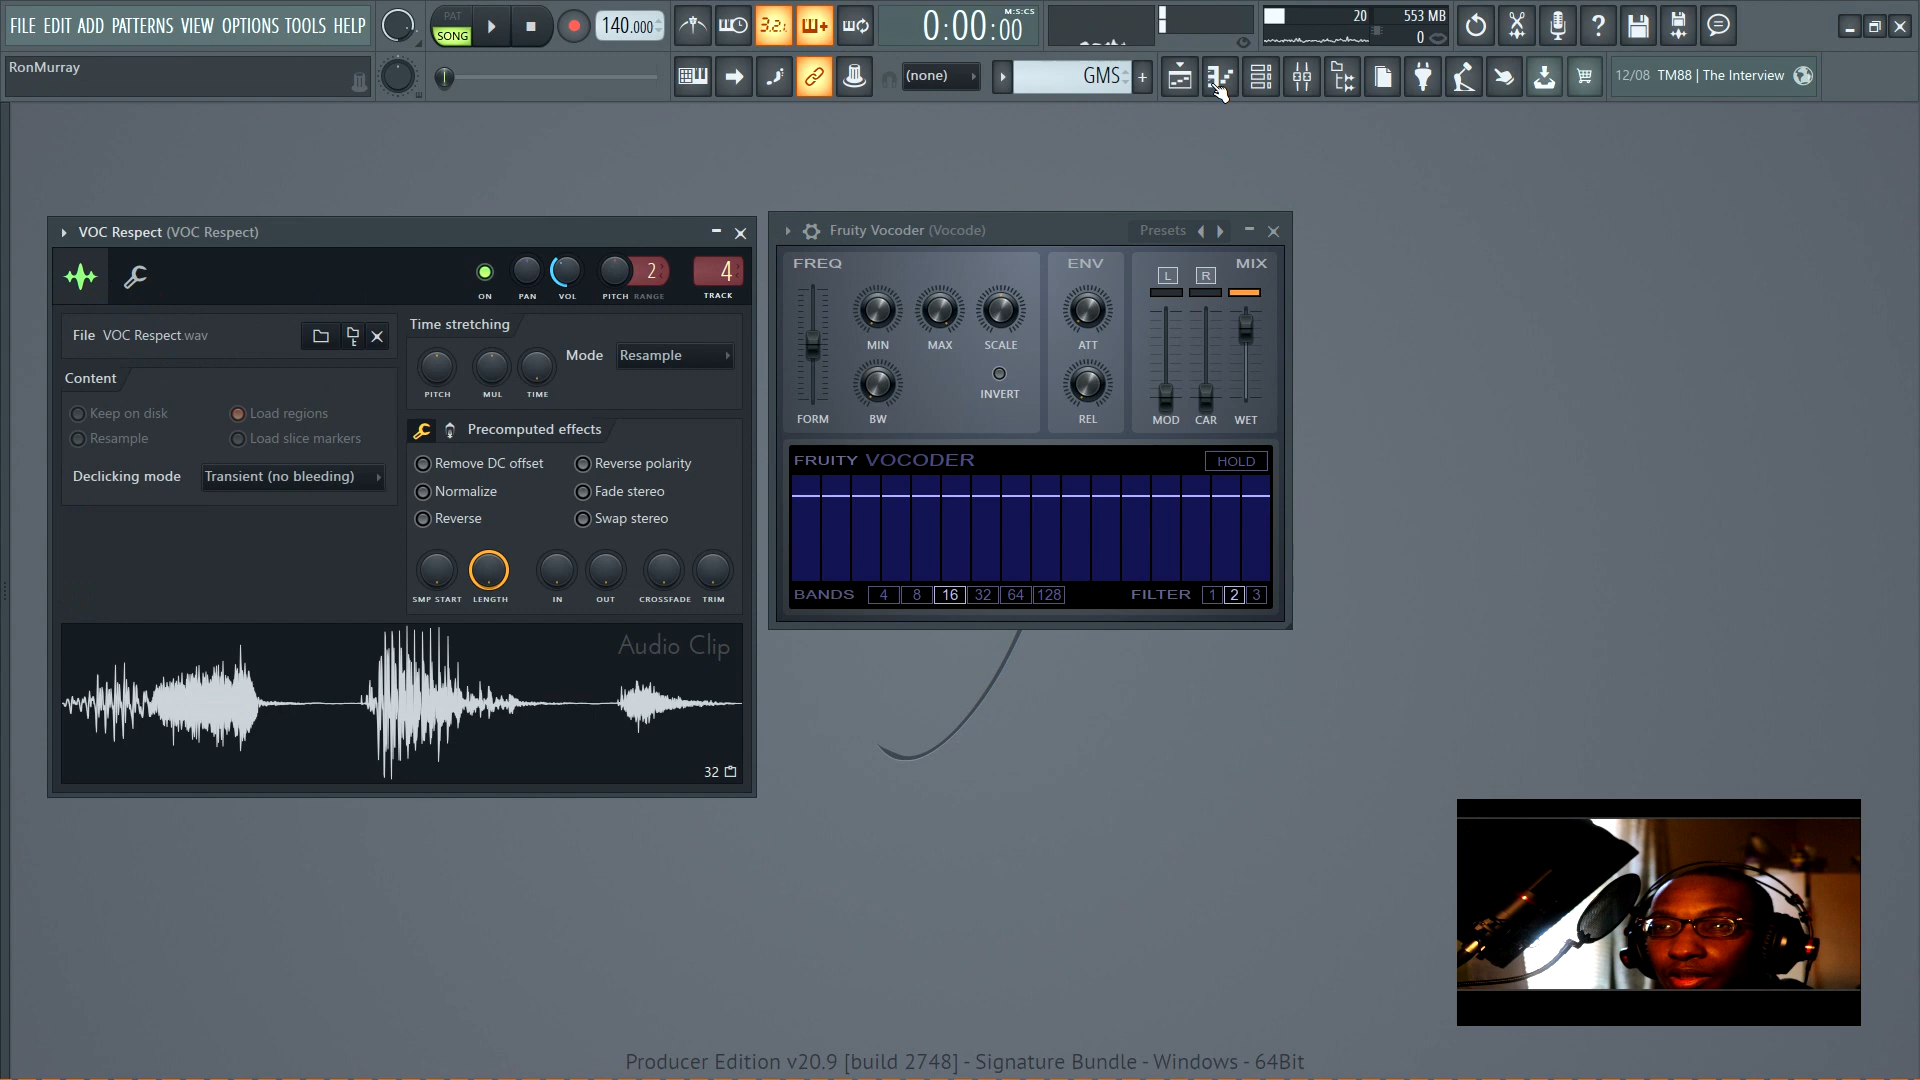 FILE EDIT ADD PATTERNS VIEW OPTIONS TOOLS HELP
PAT
SONG
140.000
3.2.
0:00:00
M:S:CS
20
553 MB
0
RonMurray
(none)
GMS
12/08 TM88 | The Interview
VOC Respect (VOC Respect)
ON
PAN
VOL
PITCH
RANGE
2
4
TRACK
File VOC Respect.wav
Content
Keep on disk
Load regions
Resample
Load slice markers
Declicking mode
Transient (no bleeding)
Time stretching
PITCH
MUL
TIME
Mode
Resample
Precomputed effects
Remove DC offset
Reverse polarity
Normalize
Fade stereo
Reverse
Swap stereo
SMP START
LENGTH
IN
OUT
CROSSFADE
TRIM
Audio Clip
32
Fruity Vocoder (Vocode)
Presets
FREQ
MIN
MAX
SCALE
FORM
BW
INVERT
ENV
ATT
REL
MIX
L
R
MOD
CAR
WET
FRUITY VOCODER
HOLD
BANDS
4
8
16
32
64
128
FILTER
1
2
3
Producer Edition v20.9 [build 2748] - Signature Bundle - Windows - 64Bit